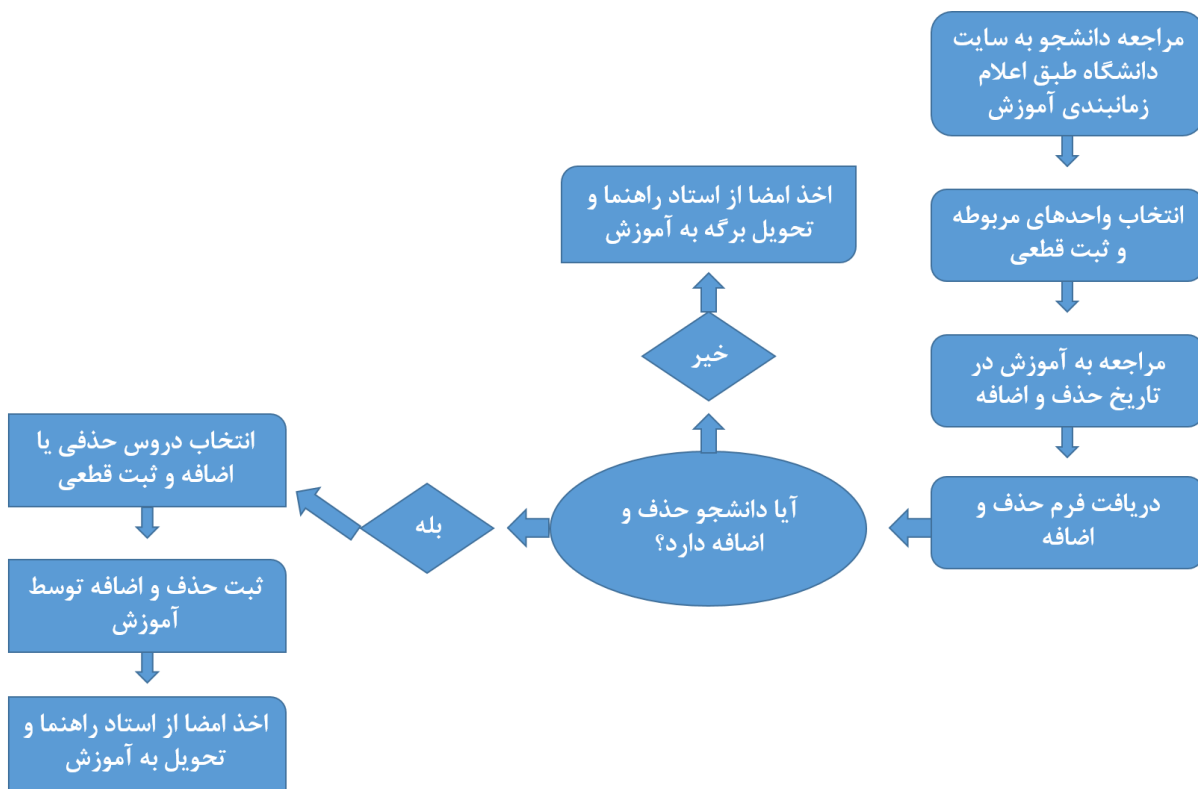 مراجعه دانشجو به سایت
دانشگاه طبق اعلام
زمانبندی آموزش
انتخاب واحدهای مربوطه
و ثبت قطعی
مراجعه به آموزش در
تاریخ حذف و اضافه
دریافت فرم حذف و
اضافه
آیا دانشجو حذف و
اضافه دارد؟
خیر
اخذ امضا از استاد راهنما و
تحویل برگه به آموزش
بله
انتخاب دروس حذفی یا
اضافه و ثبت قطعی
ثبت حذف و اضافه توسط
آموزش
اخذ امضا از استاد راهنما و
تحویل به آموزش